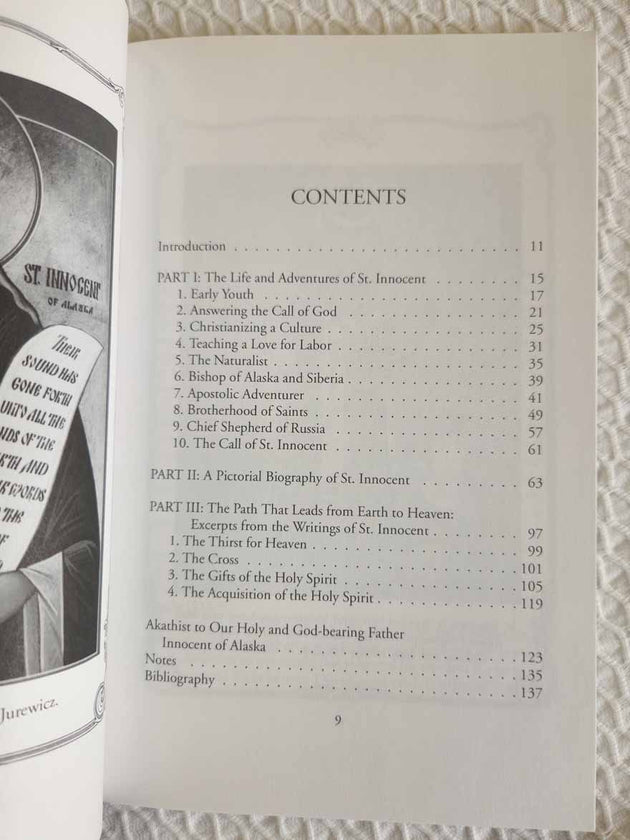 ST. INNOCENT
OF ALASKA
THEIR
SOUND HAS
GONE FORTH
UNTO ALL THE
OF THE
AND
WORDS
THE
OF
Jurewicz.
CONTENTS
Introduction . . . . . . . . . . . . . . . . . . . . . . 11
PART I: The Life and Adventures of St. Innocent . . . . . . . 15
1. Early Youth . . . . . . . . . . . . . . . . . . . . 17
2. Answering the Call of God . . . . . . . . . . . . . . 21
3. Christianizing a Culture . . . . . . . . . . . . . . . 25
4. Teaching a Love for Labor . . . . . . . . . . . . . . 31
5. The Naturalist . . . . . . . . . . . . . . . . . . . 35
6. Bishop of Alaska and Siberia . . . . . . . . . . . . . 39
7. Apostolic Adventurer . . . . . . . . . . . . . . . . 41
8. Brotherhood of Saints . . . . . . . . . . . . . . . . 49
9. Chief Shepherd of Russia . . . . . . . . . . . . . . 57
10. The Call of St. Innocent . . . . . . . . . . . . . . 61
PART II: A Pictorial Biography of St. Innocent . . . . . . . . 63
PART III: The Path That Leads from Earth to Heaven:
Excerpts from the Writings of St. Innocent . . . . . . . 97
1. The Thirst for Heaven . . . . . . . . . . . . . . . . 99
2. The Cross . . . . . . . . . . . . . . . . . . . . . 101
3. The Gifts of the Holy Spirit . . . . . . . . . . . . . 105
4. The Acquisition of the Holy Spirit . . . . . . . . . . . 119
Akathist to Our Holy and God-bearing Father
Innocent of Alaska . . . . . . . . . . . . . . . . . . 123
Notes . . . . . . . . . . . . . . . . . . . . . . . . 135
Bibliography . . . . . . . . . . . . . . . . . . . . . . 137
9